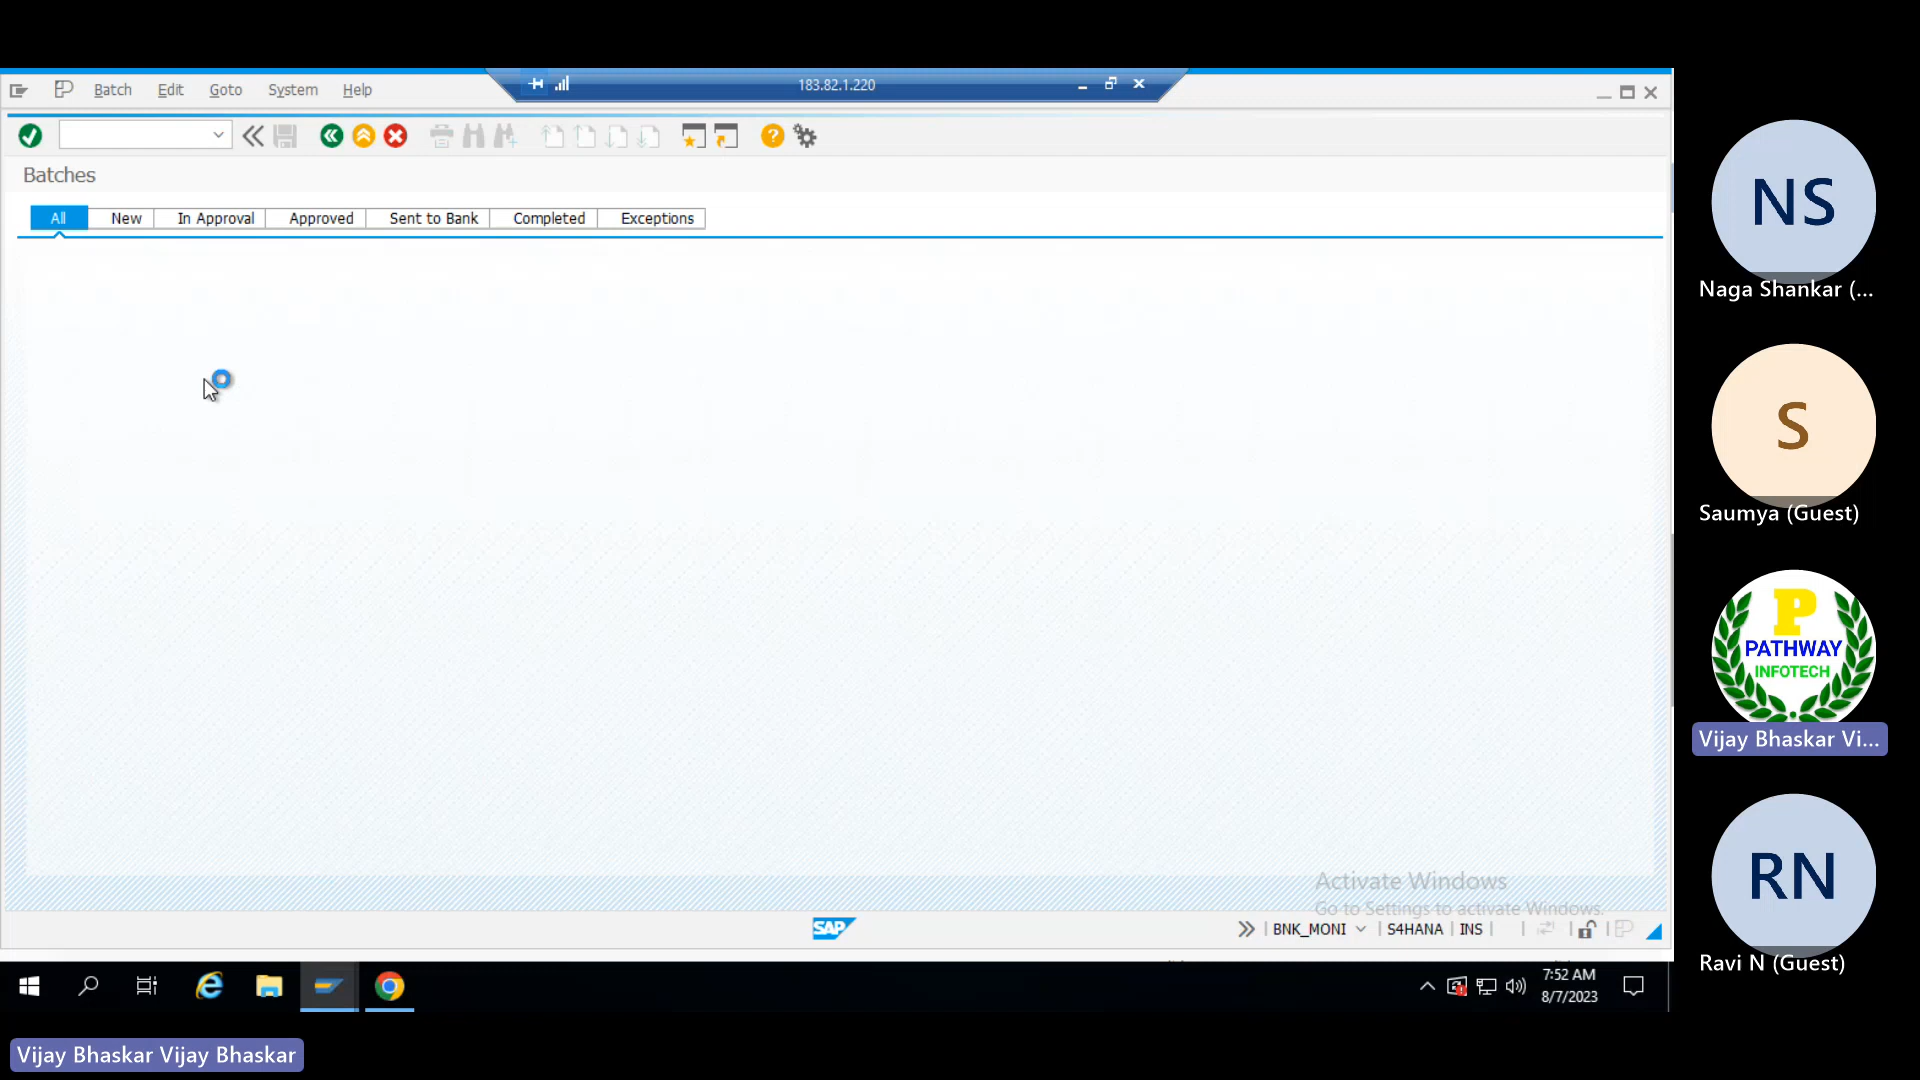 183.82.1.220
Batch Edit Goto System Help
Batches
All New In Approval Approved Sent to Bank Completed Exceptions
NS
Naga Shankar (...
S
Saumya (Guest)
P
PATHWAY
INFOTECH
Vijay Bhaskar Vi...
RN
Ravi N (Guest)
Activate Windows
Go to Settings to activate Windows.
SAP
BNK_MONI S4HANA INS
7:52 AM
8/7/2023
Vijay Bhaskar Vijay Bhaskar